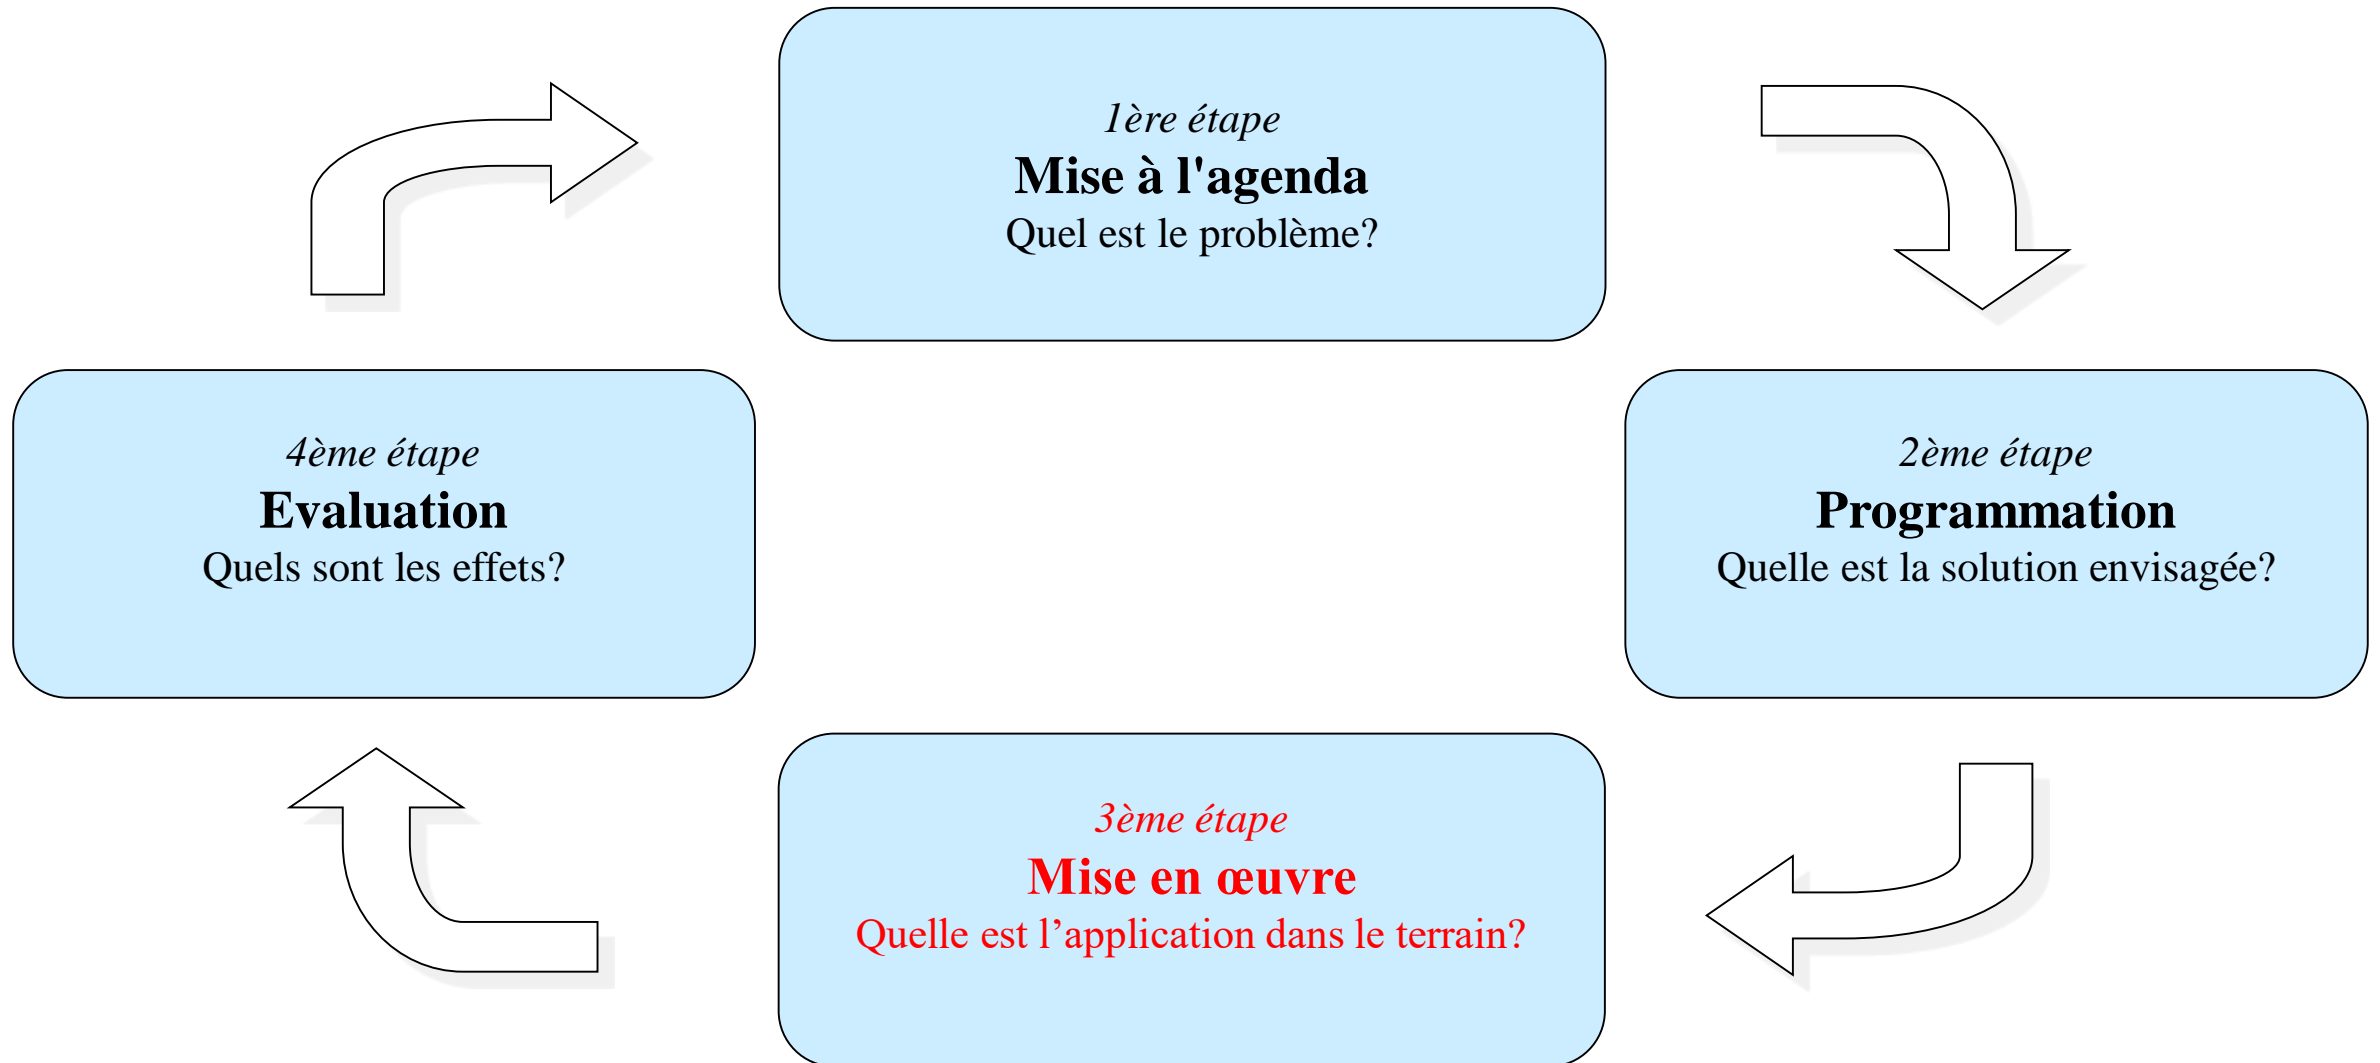 1ère étape
Mise à l'agenda
Quel est le problème?
2ème étape
Programmation
Quelle est la solution envisagée?
3ème étape
Mise en œuvre
Quelle est l’application dans le terrain?
4ème étape
Evaluation
Quels sont les effets?